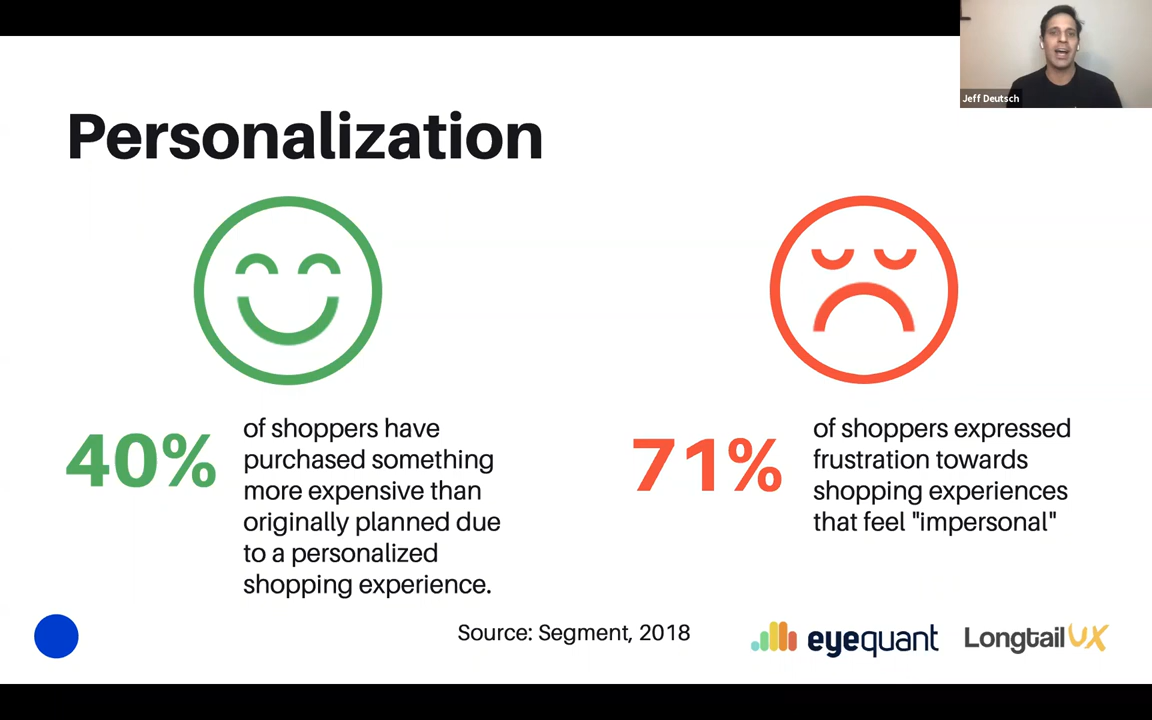 Jeff Deutsch
Personalization
40%
of shoppers have
purchased something
more expensive than
originally planned due
to a personalized
shopping experience.
71%
of shoppers expressed
frustration towards
shopping experiences
that feel "impersonal"
Source: Segment, 2018
eyequant
LongtailUX